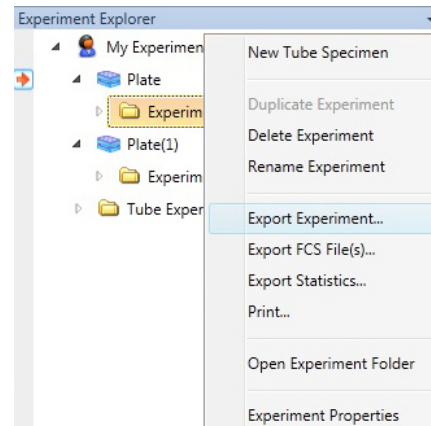 Experiment Explorer
My Experimen
Plate
Experim
Plate(1)
Experim
Tube Exper
New Tube Specimen
Duplicate Experiment
Delete Experiment
Rename Experiment
Export Experiment...
Export FCS File(s)...
Export Statistics...
Print...
Open Experiment Folder
Experiment Properties